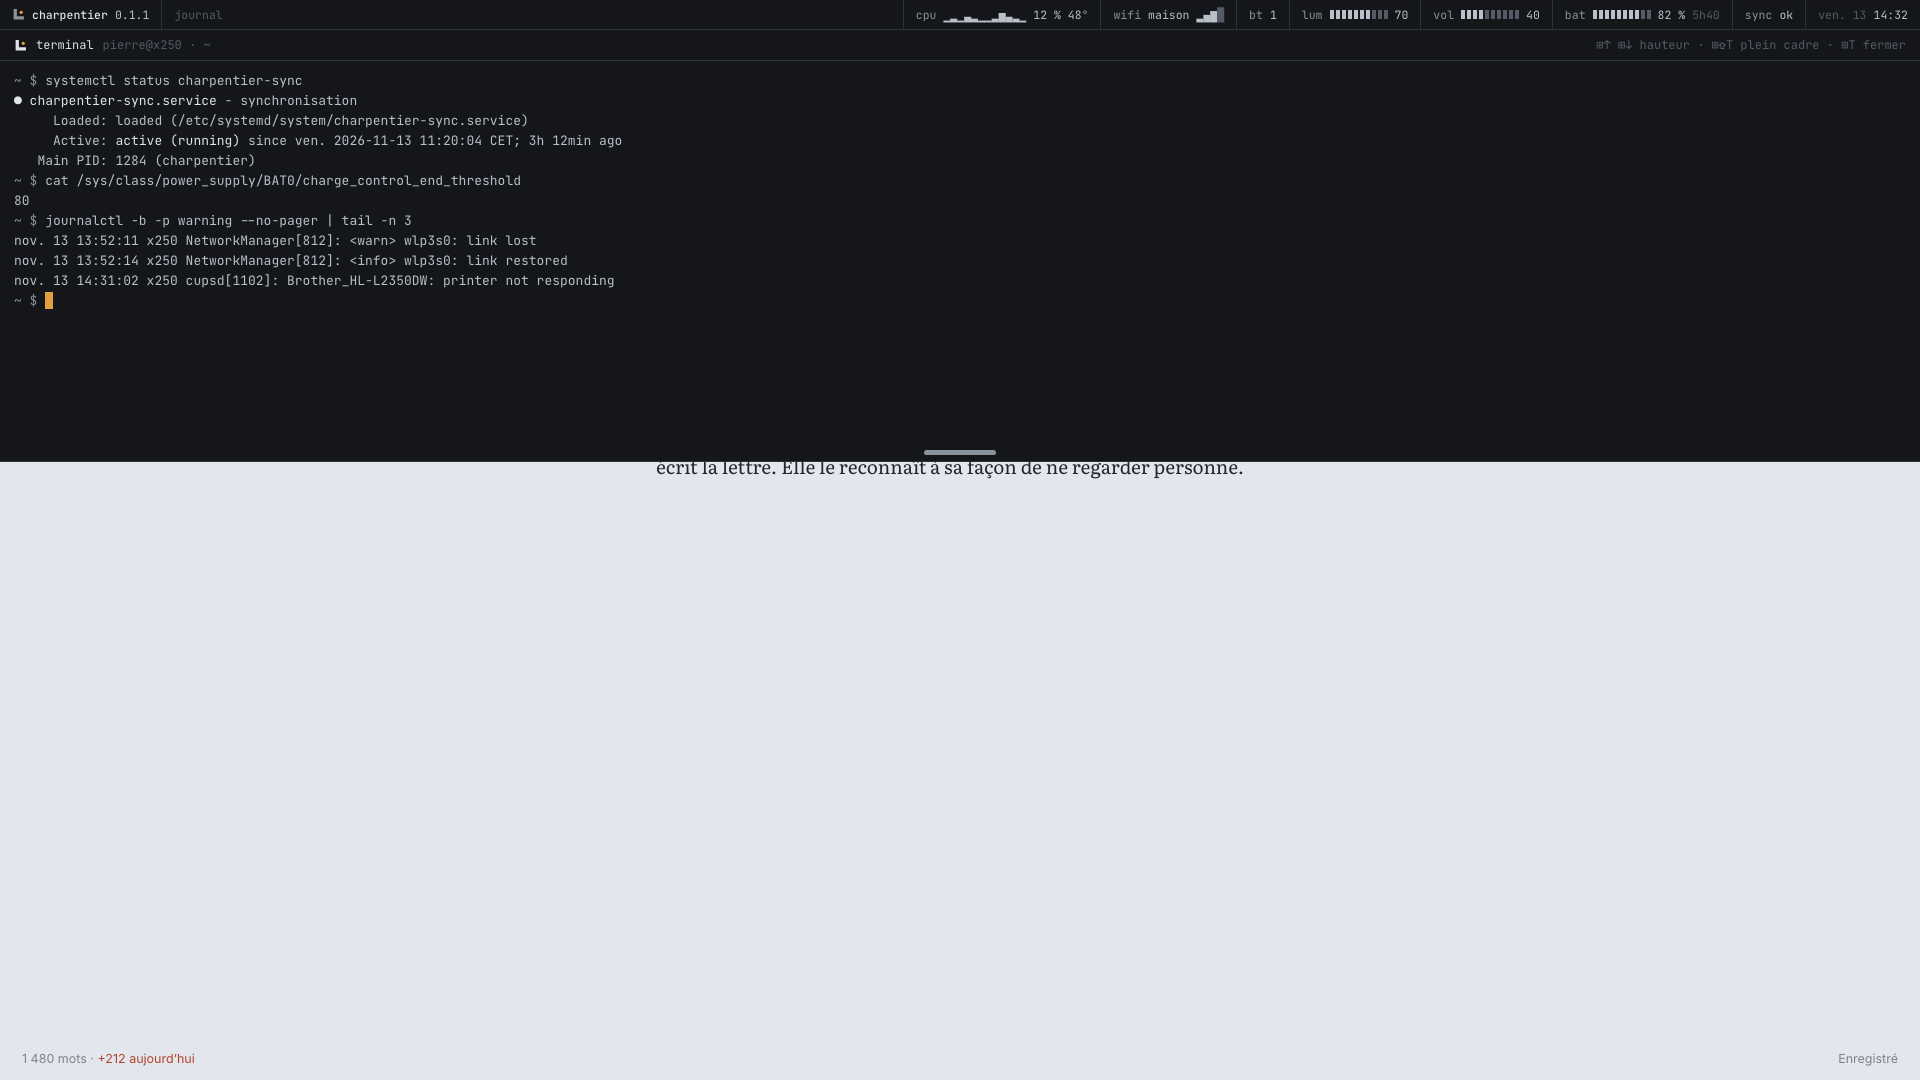 charpentier 0.1.1 journal cpu 12 % 48° wifi maison bt 1 lum 70 vol 40 bat 82 % 5h40 sync ok ven. 13 14:32
terminal pierre@x250 · ~ ⊞↑ ⊞↓ hauteur · ⊞⇧T plein cadre · ⊞T fermer
~ $ systemctl status charpentier-sync
● charpentier-sync.service - synchronisation
Loaded: loaded (/etc/systemd/system/charpentier-sync.service)
Active: active (running) since ven. 2026-11-13 11:20:04 CET; 3h 12min ago
Main PID: 1284 (charpentier)
~ $ cat /sys/class/power_supply/BAT0/charge_control_end_threshold
80
~ $ journalctl -b -p warning --no-pager | tail -n 3
nov. 13 13:52:11 x250 NetworkManager[812]: <warn> wlp3s0: link lost
nov. 13 13:52:14 x250 NetworkManager[812]: <info> wlp3s0: link restored
nov. 13 14:31:02 x250 cupsd[1102]: Brother_HL-L2350DW: printer not responding
~ $
écrit la lettre. Elle le reconnaît à sa façon de ne regarder personne.
1 480 mots · +212 aujourd'hui Enregistré